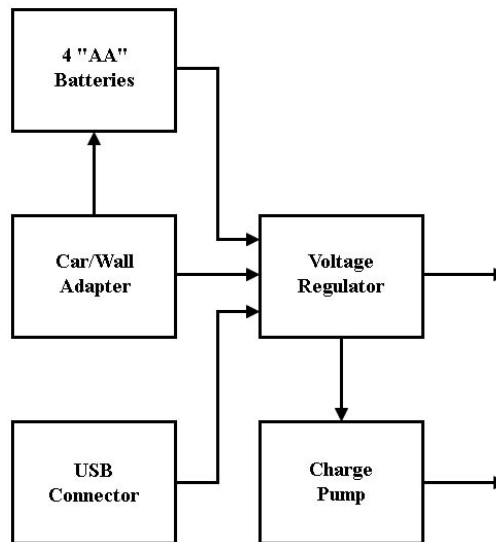 4 "AA"
Batteries
Car/Wall
Adapter
Voltage
Regulator
USB
Connector
Charge
Pump